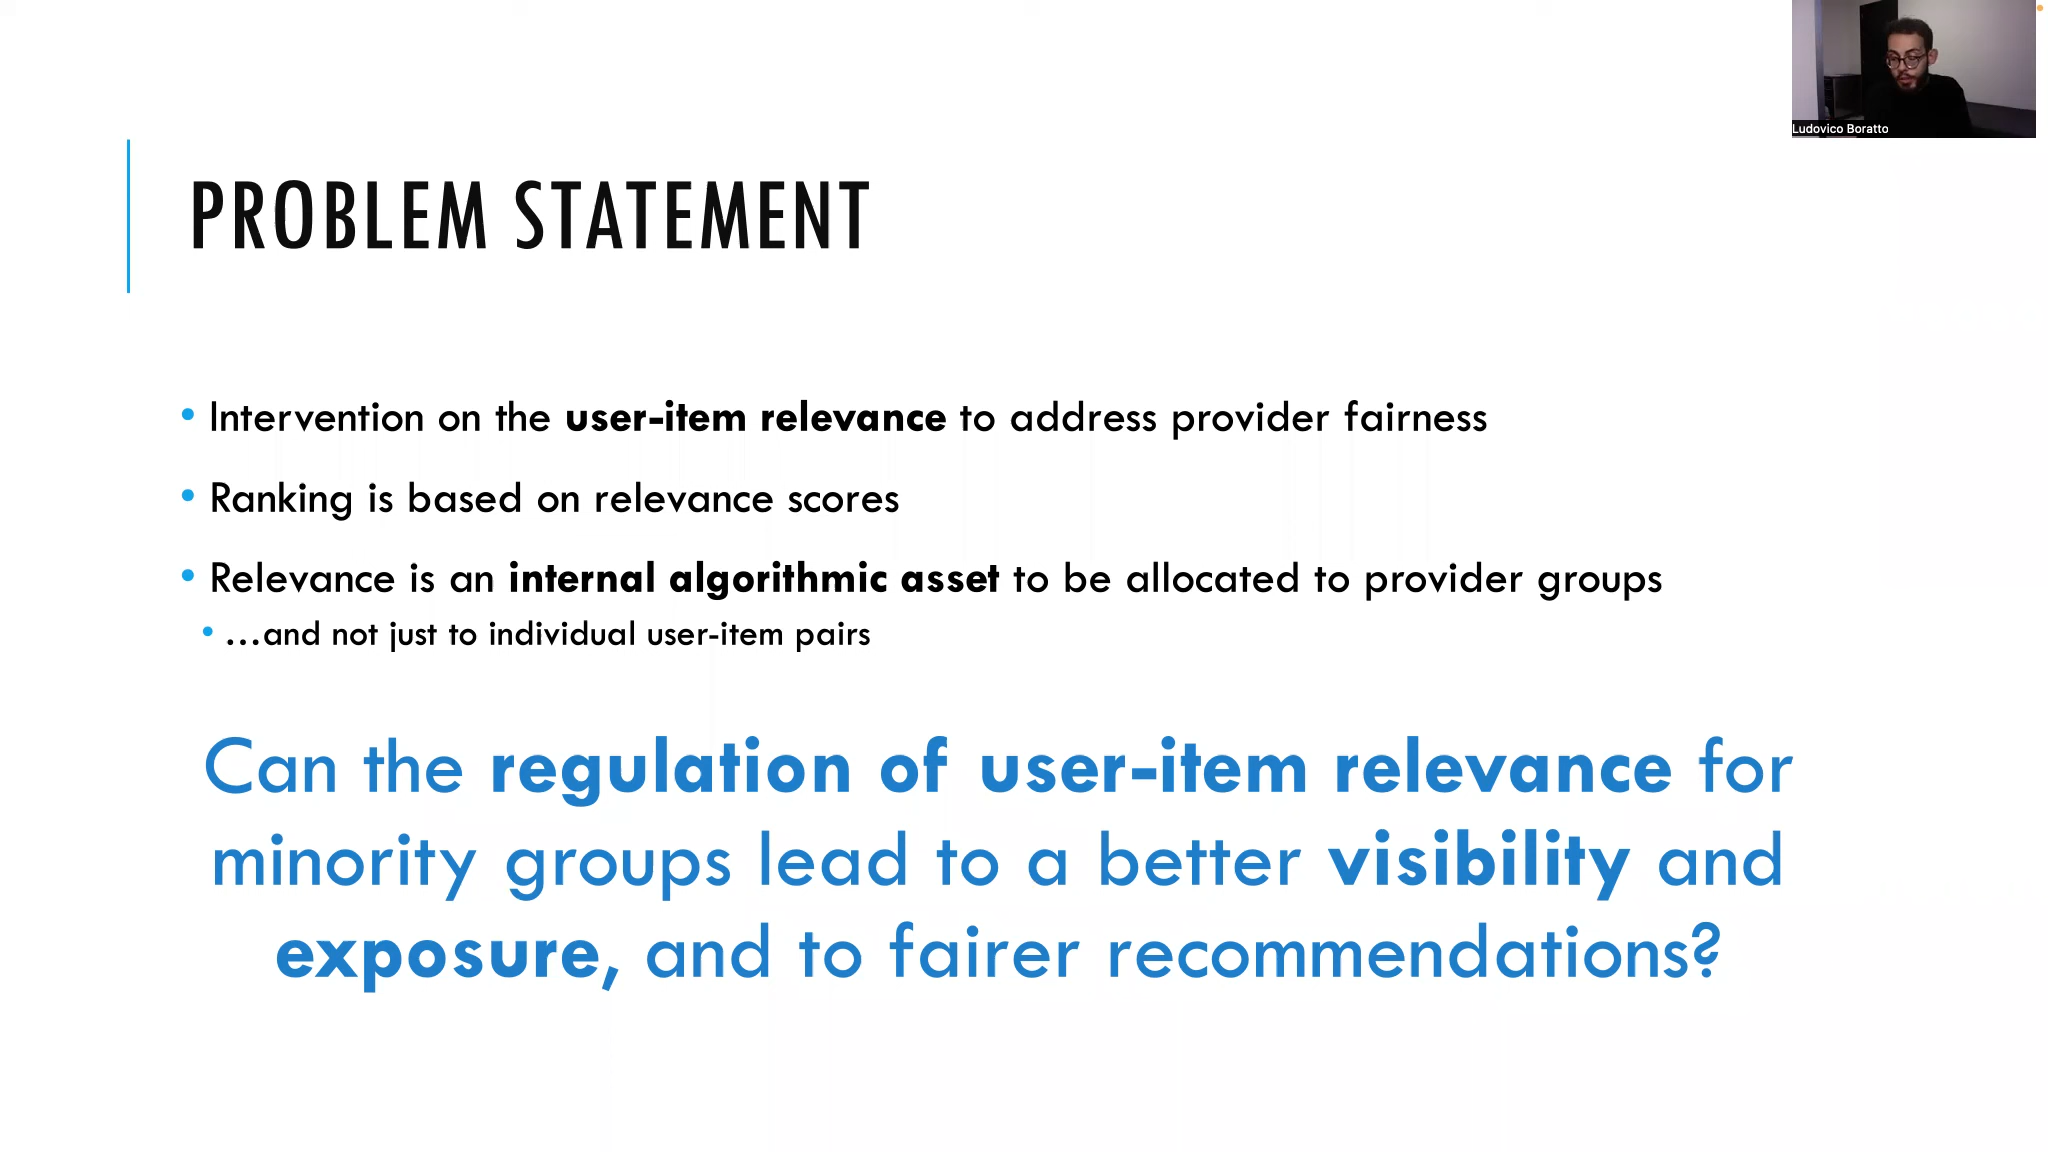 Ludovico Boratto
PROBLEM STATEMENT
• Intervention on the user-item relevance to address provider fairness
• Ranking is based on relevance scores
• Relevance is an internal algorithmic asset to be allocated to provider groups
• …and not just to individual user-item pairs
Can the regulation of user-item relevance for
minority groups lead to a better visibility and
exposure, and to fairer recommendations?